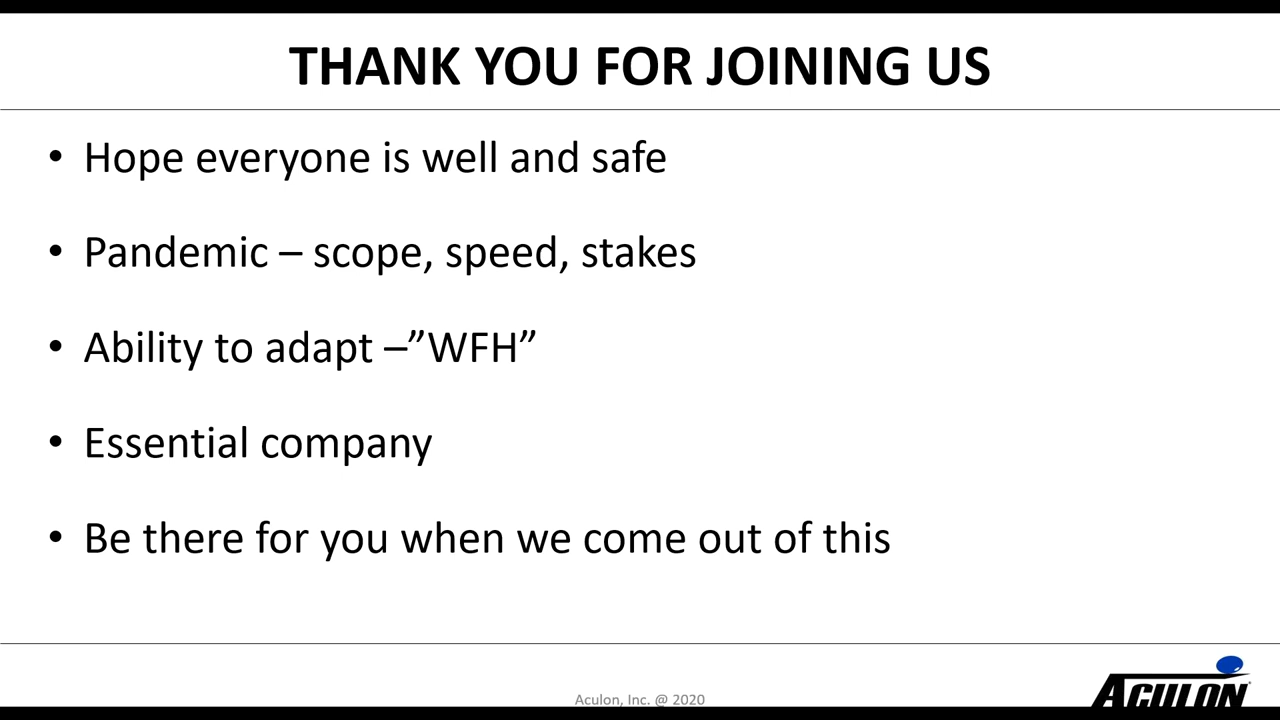 THANK YOU FOR JOINING US
• Hope everyone is well and safe
• Pandemic – scope, speed, stakes
• Ability to adapt –”WFH”
• Essential company
• Be there for you when we come out of this
Aculon, Inc. @ 2020
ACULON